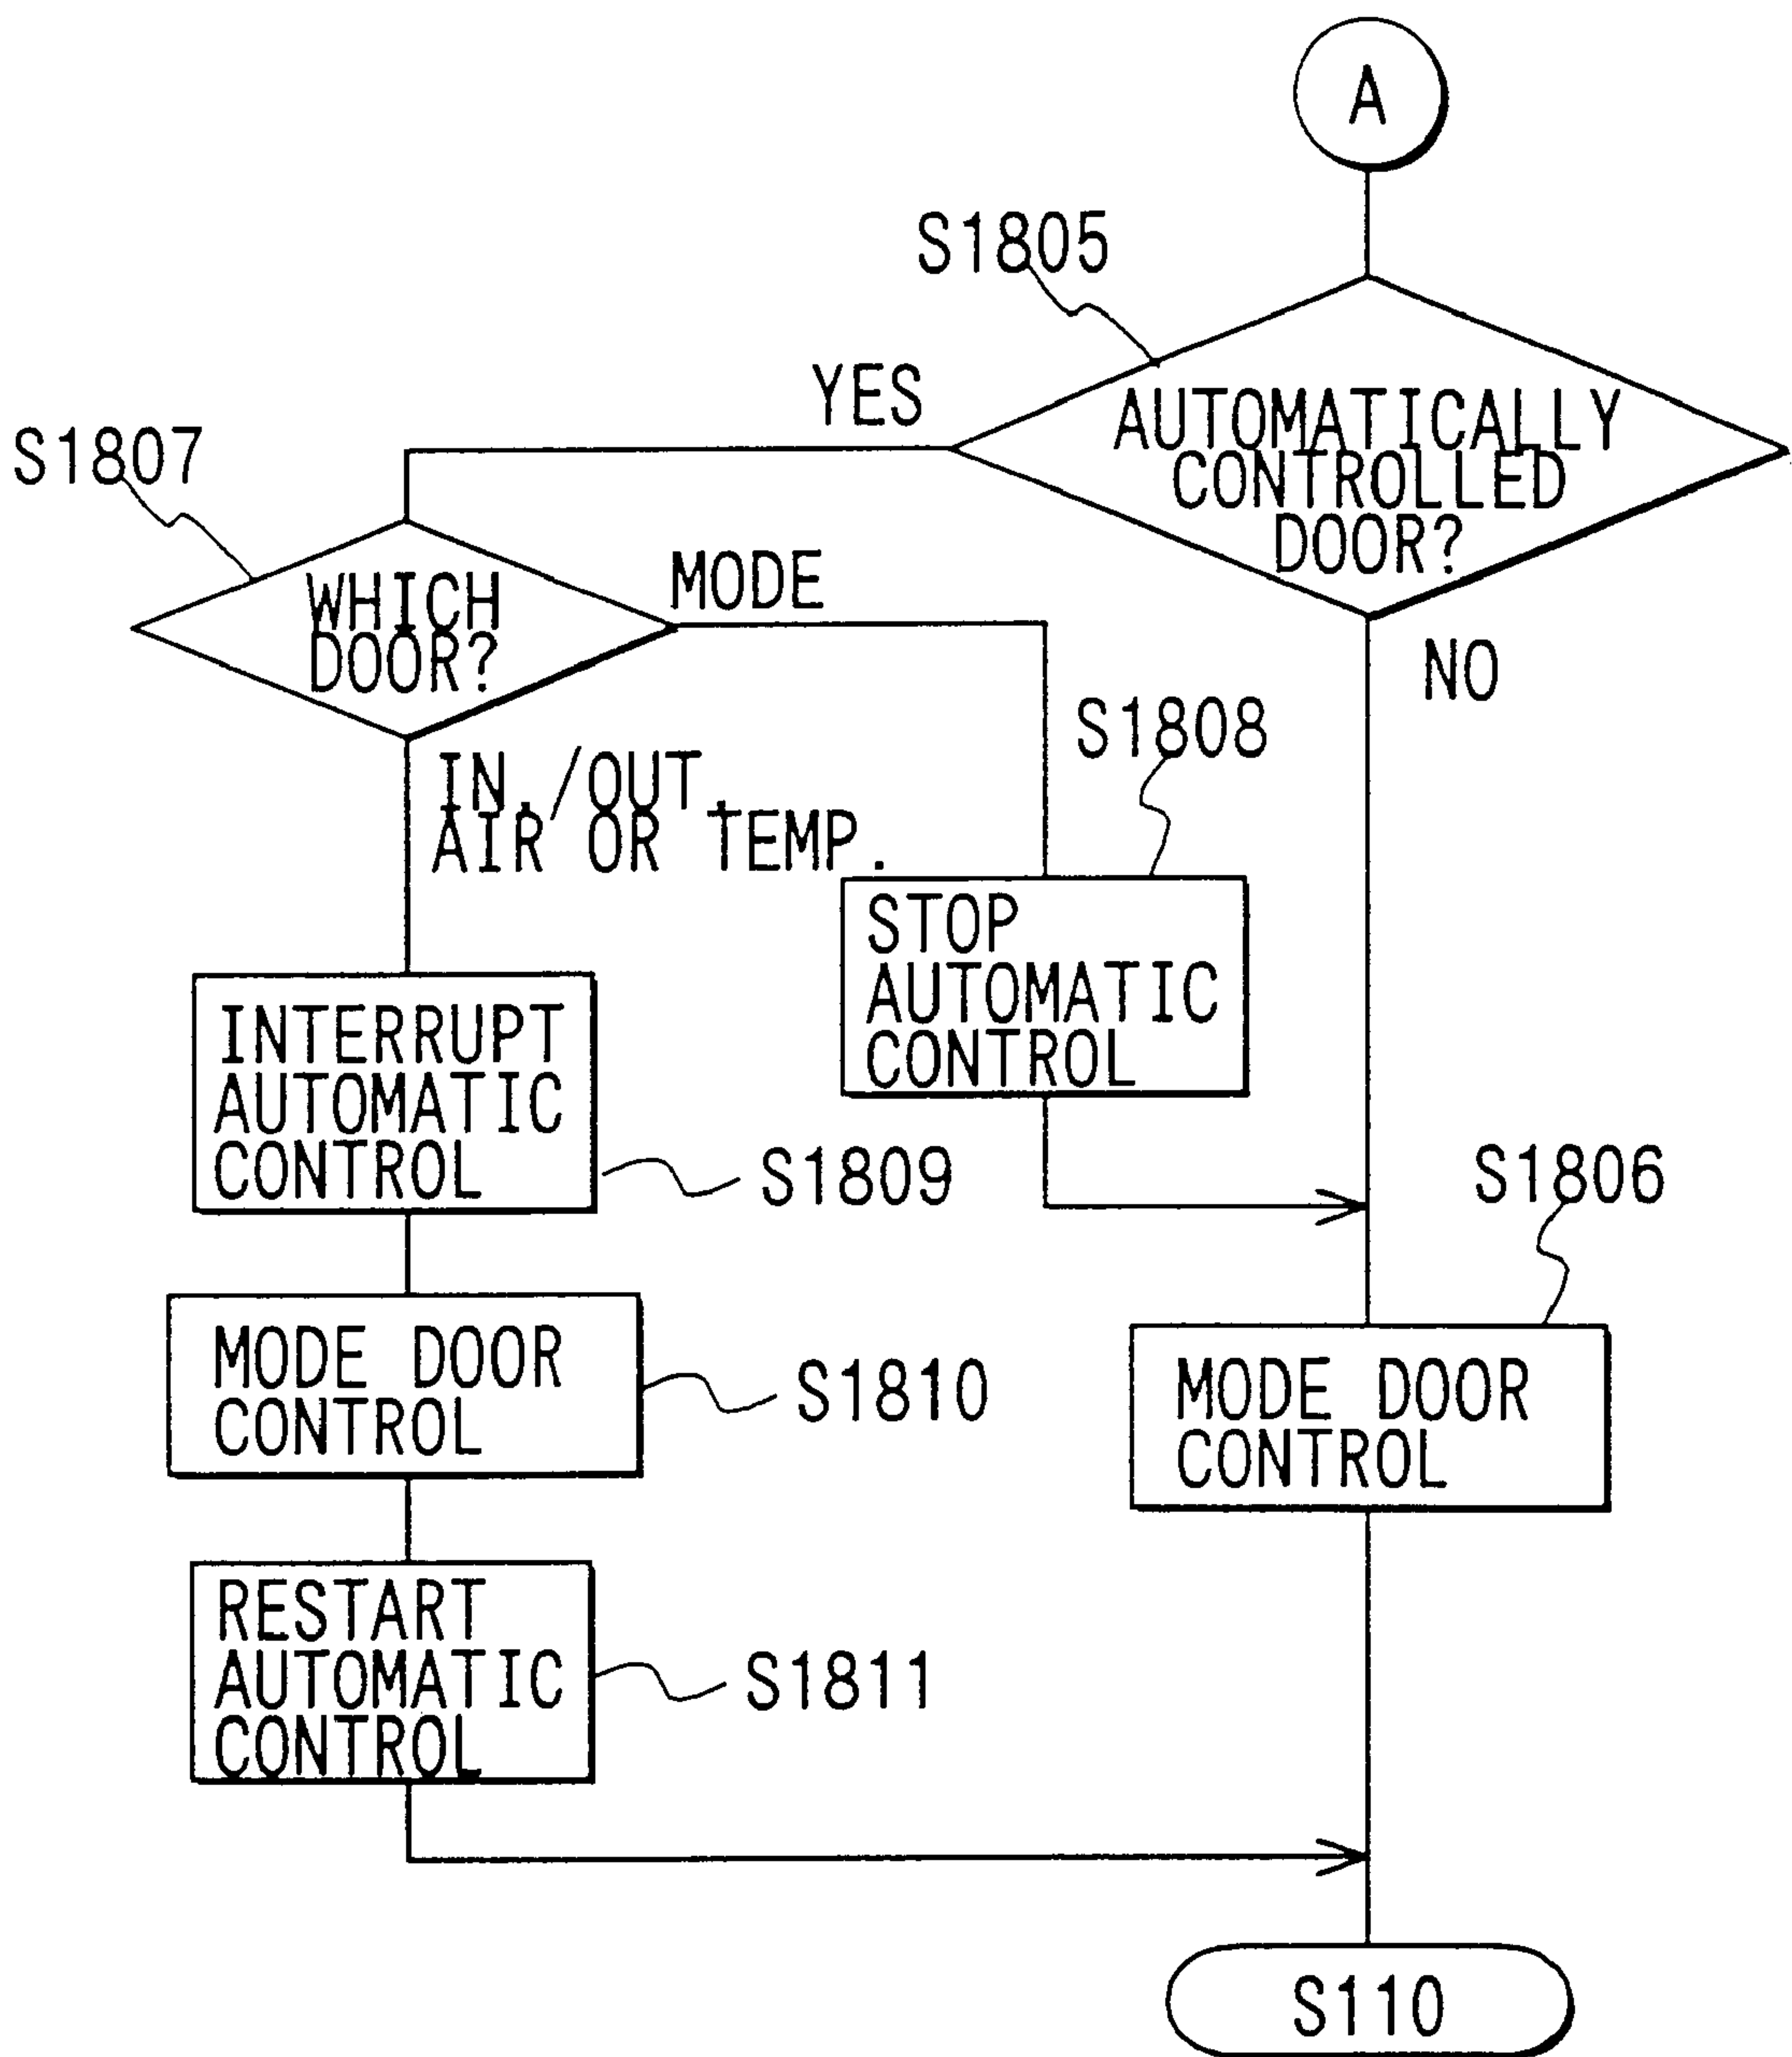 A
S1805
YES
AUTOMATICALLY
CONTROLLED
DOOR?
S1807
WHICH
DOOR?
MODE
NO
IN./OUT.
AIR OR TEMP.
S1808
STOP
AUTOMATIC
CONTROL
INTERRUPT
AUTOMATIC
CONTROL
S1809
S1806
MODE DOOR
CONTROL
S1810
MODE DOOR
CONTROL
RESTART
AUTOMATIC
CONTROL
S1811
S110